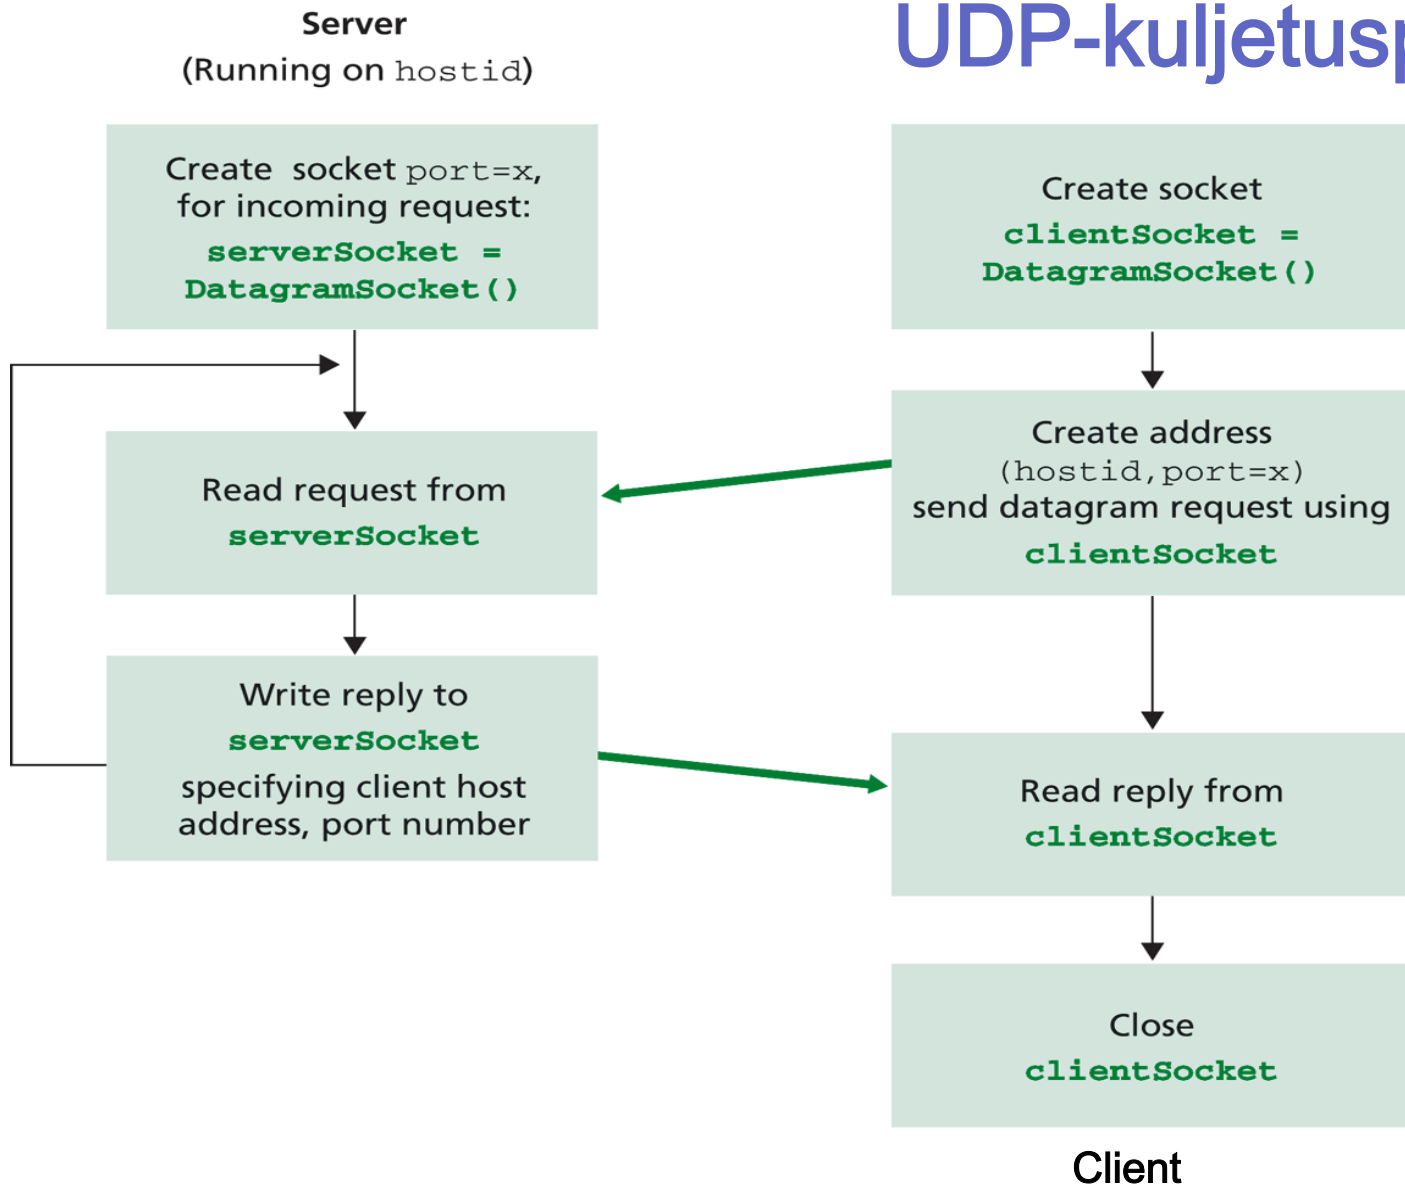 Server
(Running on hostid)
Create socket port=x,
for incoming request:
serverSocket =
DatagramSocket()
Read request from
serverSocket
Write reply to
serverSocket
specifying client host
address, port number
UDP-kuljetusp
Create socket
clientSocket =
DatagramSocket()
Create address
(hostid,port=x)
send datagram request using
clientSocket
Read reply from
clientSocket
Close
clientSocket
Client